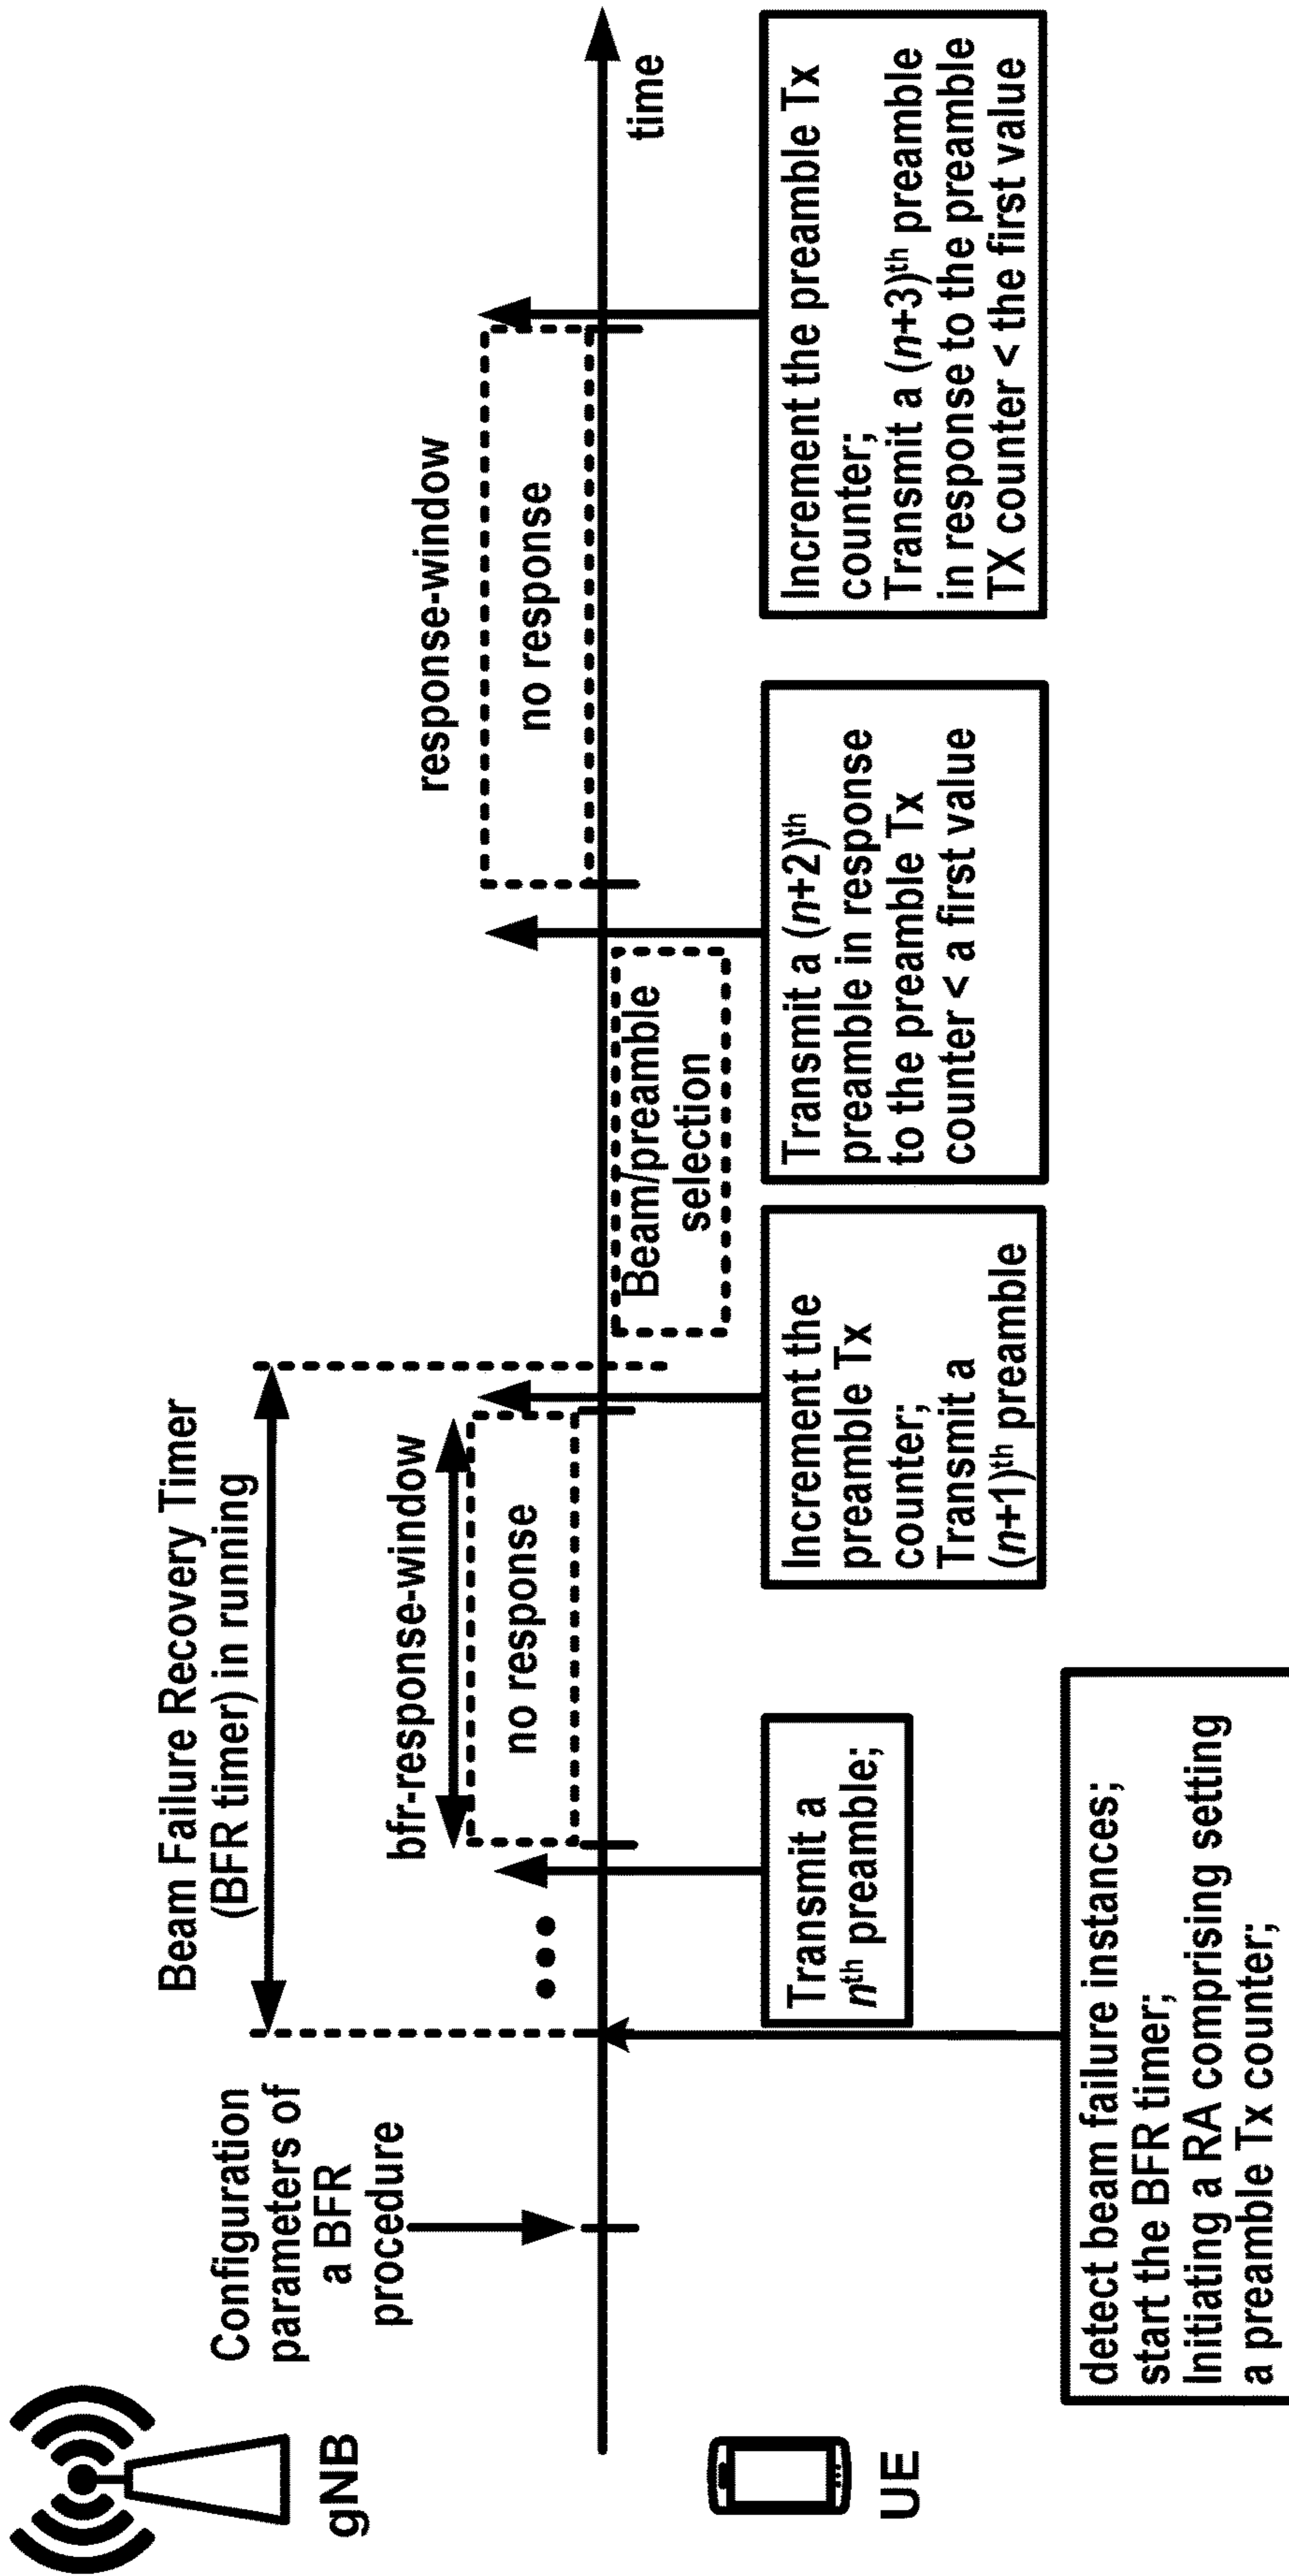 gNB
UE
Configuration
parameters of
a BFR
procedure
Beam Failure Recovery Timer
(BFR timer) in running
bfr-response-window
no response
response-window
no response
time
Beam/preamble
selection
detect beam failure instances;
start the BFR timer;
Initiating a RA comprising setting
a preamble Tx counter;
Transmit a
nth preamble;
Increment the
preamble Tx
counter;
Transmit a
(n+1)th preamble
Transmit a (n+2)th
preamble in response
to the preamble Tx
counter < a first value
Increment the preamble Tx
counter;
Transmit a (n+3)th preamble
in response to the preamble
TX counter < the first value